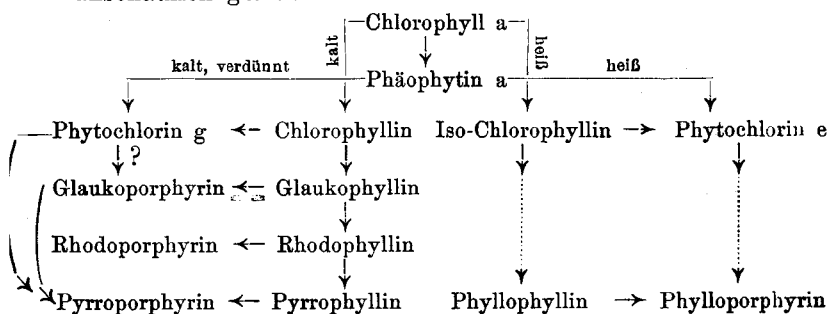 Chlorophyll a
kalt
heiß
kalt, verdünnt
heiß
Phäophytin a
Phytochlorin g Chlorophyllin Iso-Chlorophyllin Phytochlorin e
?
Glaukoporphyrin Glaukophyllin
Rhodoporphyrin Rhodophyllin
Pyrroporphyrin Pyrrophyllin Phyllophyllin Phylloporphyrin